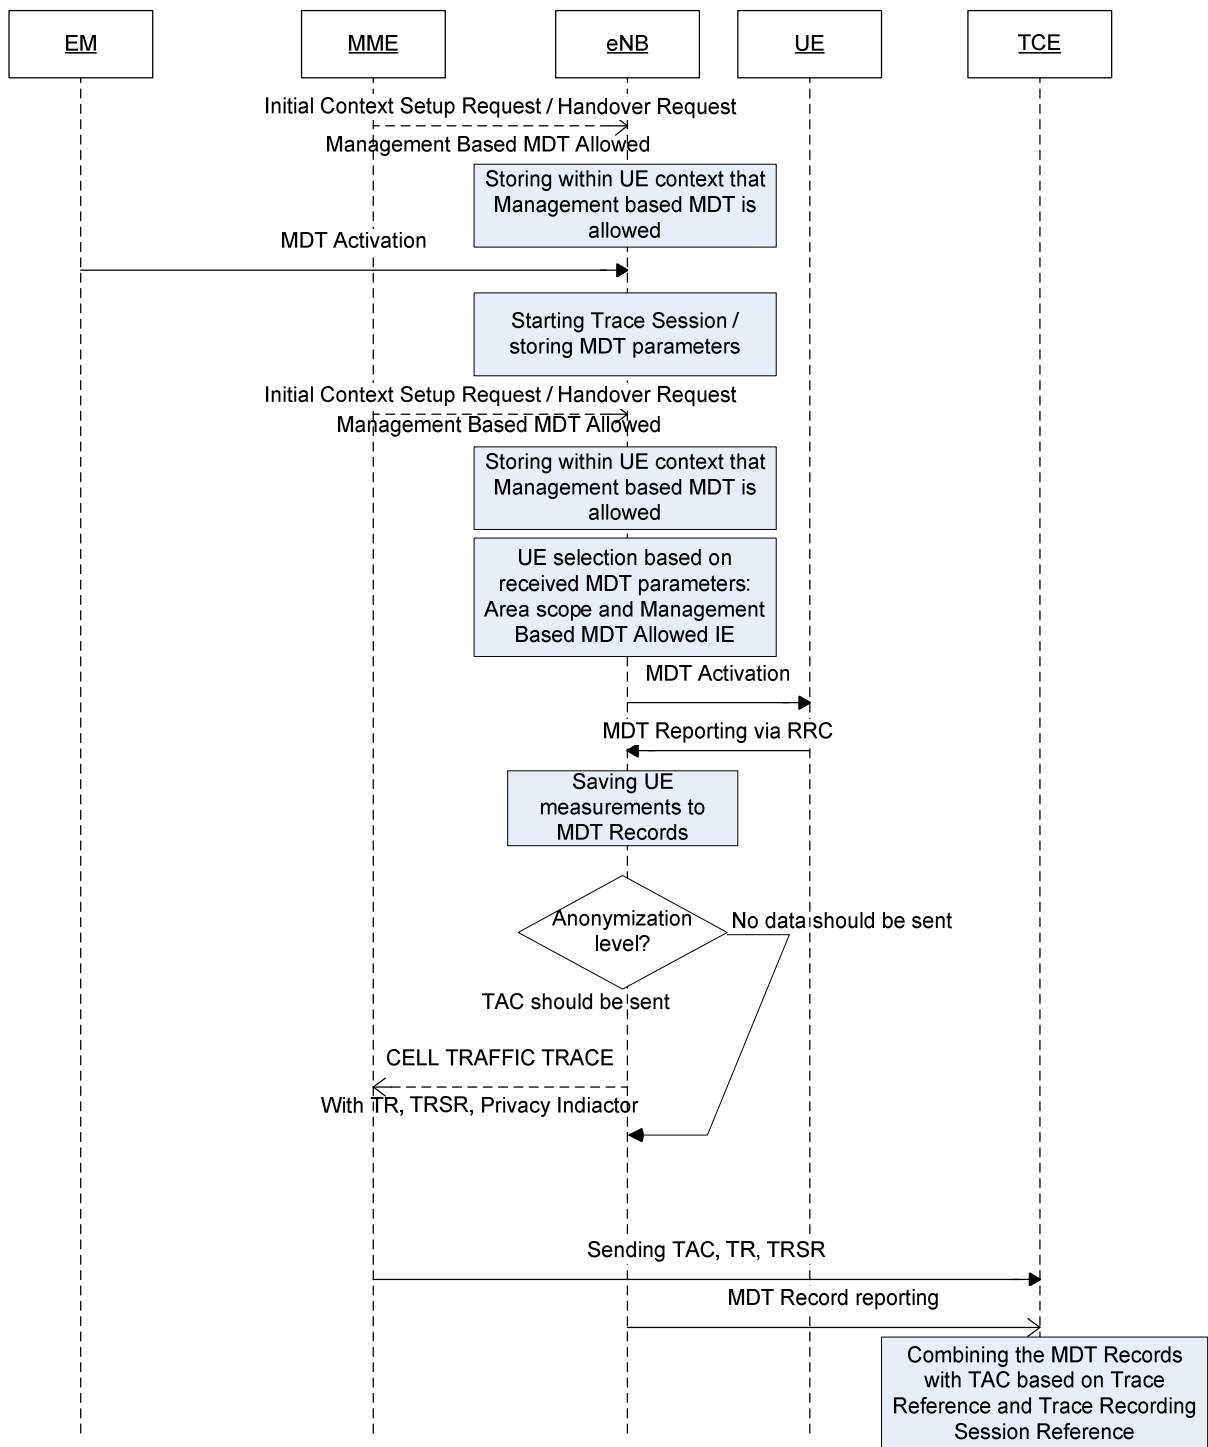 EM
MME
eNB
UE
TCE
Initial Context Setup Request / Handover Request
Management Based MDT Allowed
Storing within UE context that
Management based MDT is
allowed
MDT Activation
Starting Trace Session /
storing MDT parameters
Initial Context Setup Request / Handover Request
Management Based MDT Allowed
Storing within UE context that
Management based MDT is
allowed
UE selection based on
received MDT parameters:
Area scope and Management
Based MDT Allowed IE
MDT Activation
MDT Reporting via RRC
Saving UE
measurements to
MDT Records
Anonymization
level?
No data should be sent
TAC should be sent
CELL TRAFFIC TRACE
With TR, TRSR, Privacy Indiactor
Sending TAC, TR, TRSR
MDT Record reporting
Combining the MDT Records
with TAC based on Trace
Reference and Trace Recording
Session Reference